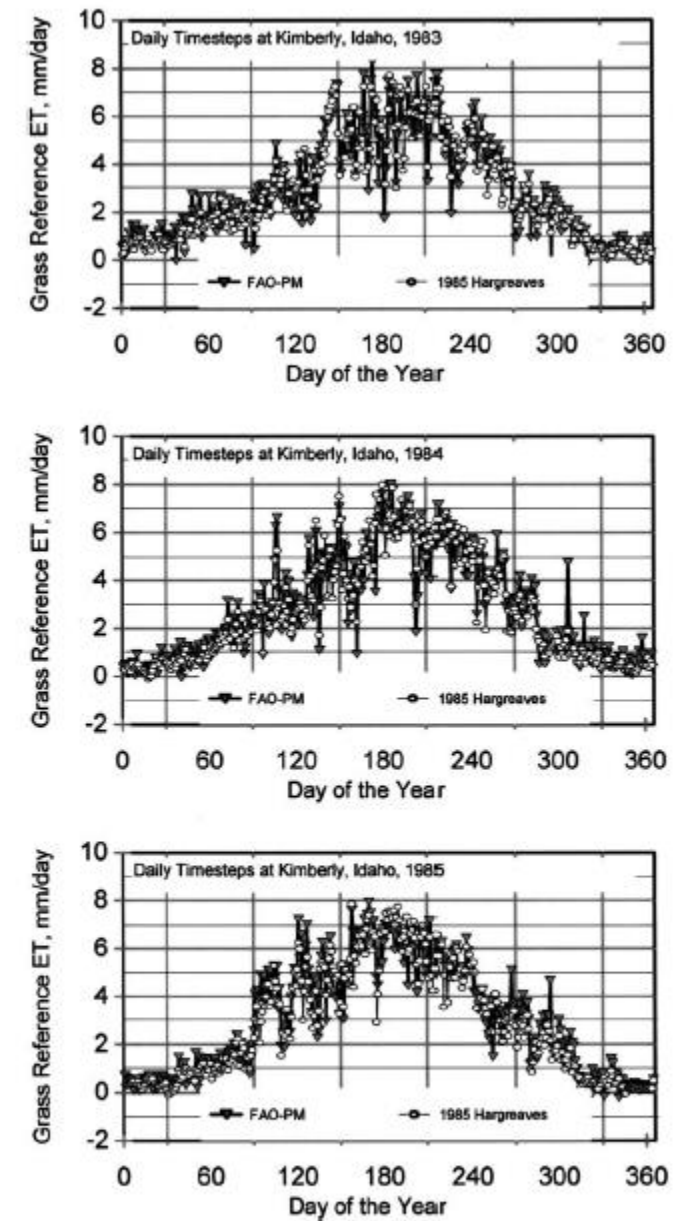 Daily Timesteps at Kimberly, Idaho, 1983
Grass Reference ET, mm/day
10
8
6
4
2
0
-2
FAO-PM 1985 Hargreaves
0 60 120 180 240 300 360
Day of the Year
Daily Timesteps at Kimberly, Idaho, 1984
Grass Reference ET, mm/day
10
8
6
4
2
0
-2
FAO-PM 1985 Hargreaves
0 60 120 180 240 300 360
Day of the Year
Daily Timesteps at Kimberly, Idaho, 1985
Grass Reference ET, mm/day
10
8
6
4
2
0
-2
FAO-PM 1985 Hargreaves
0 60 120 180 240 300 360
Day of the Year